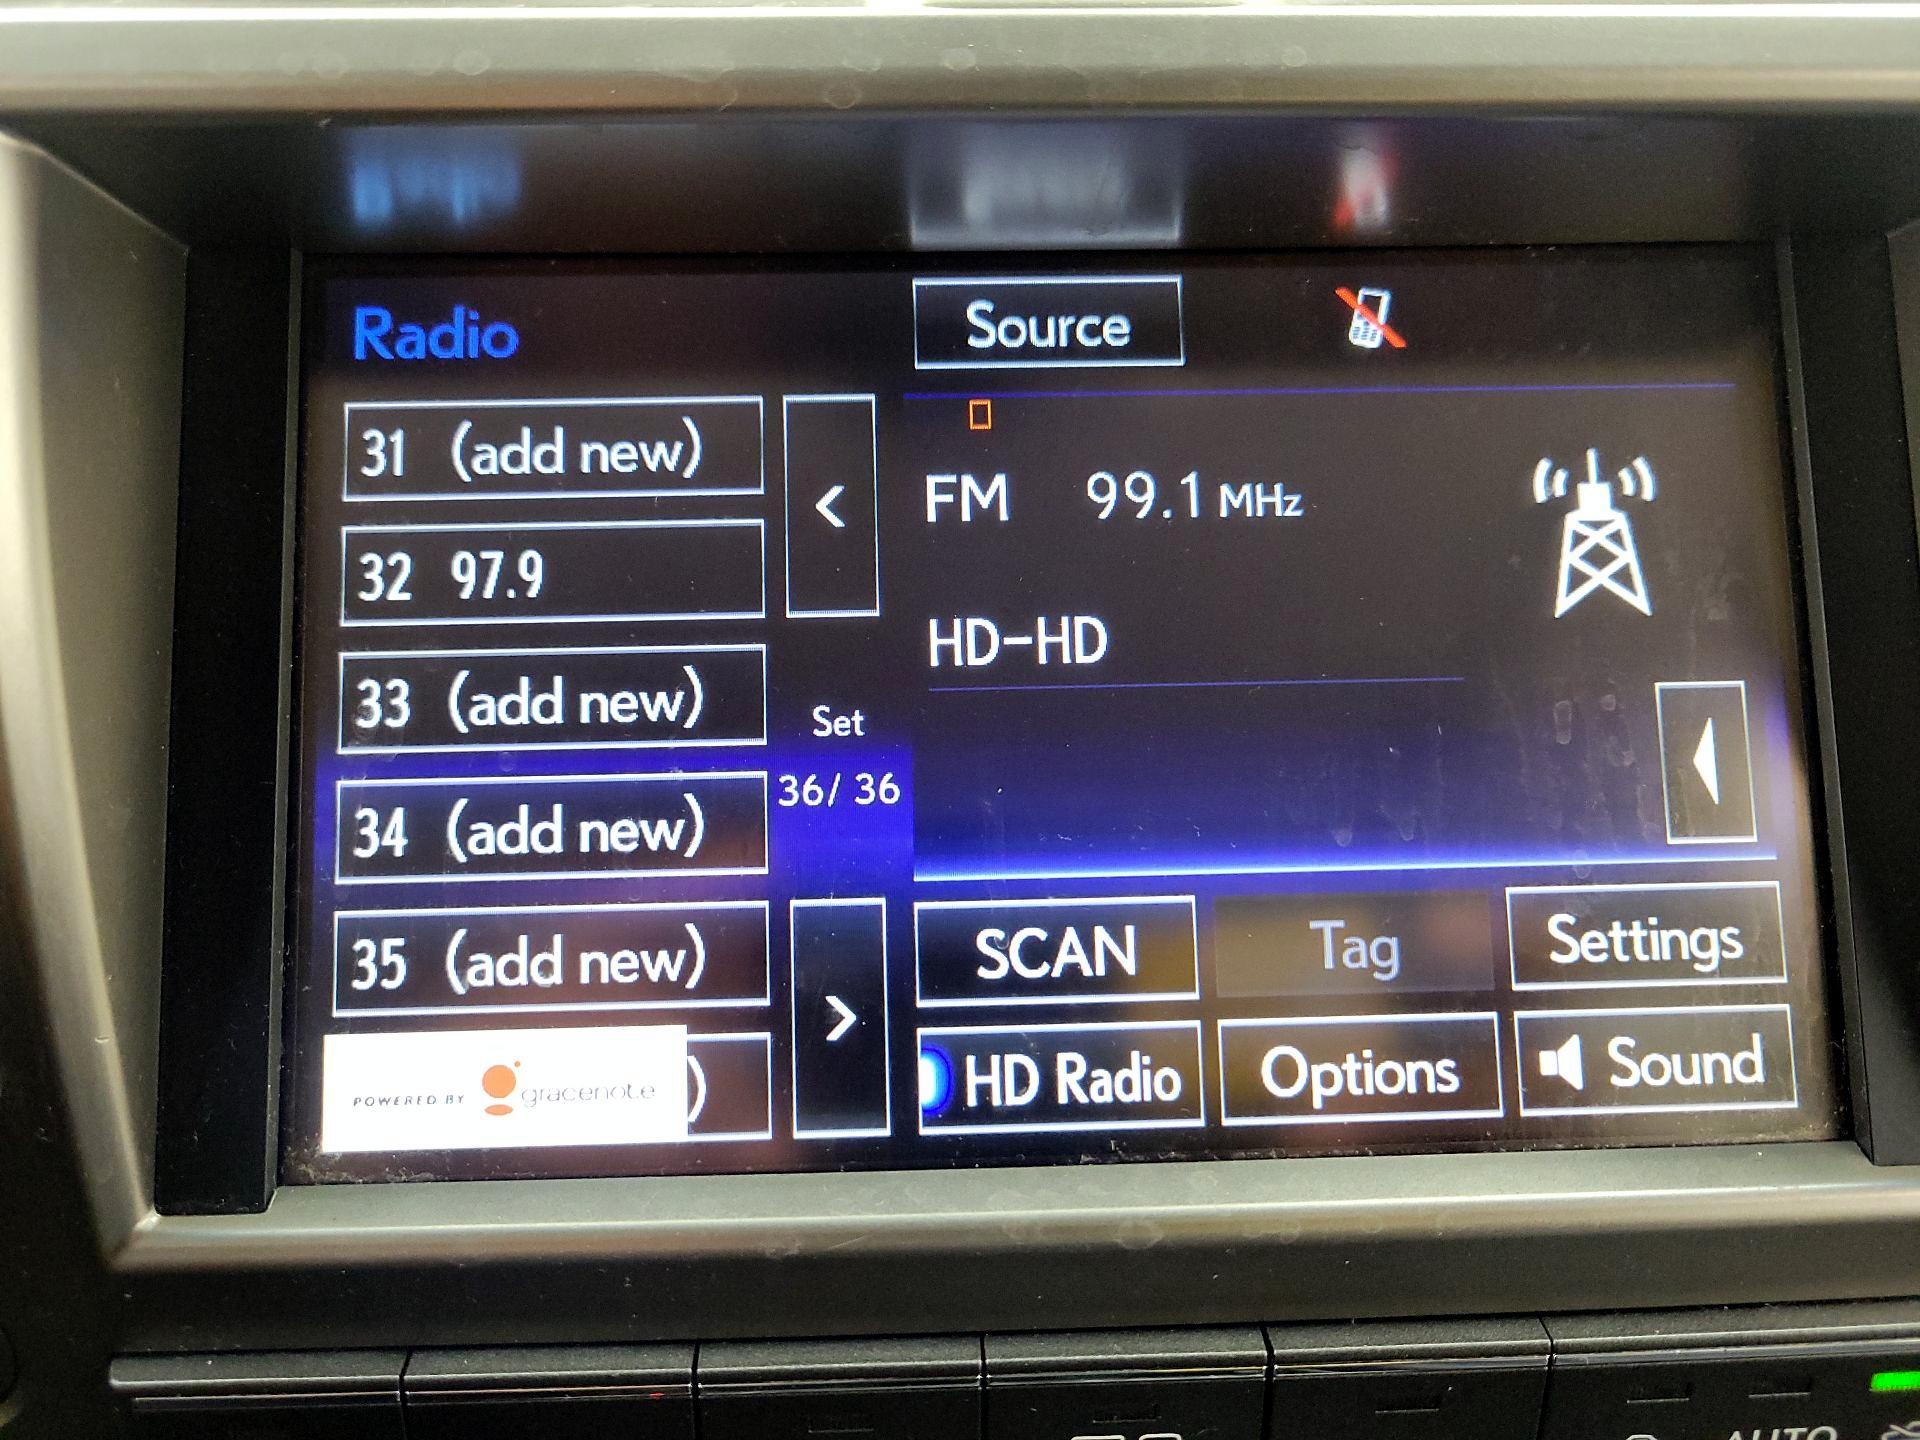 Radio
Source
31 (add new)
32 97.9
33 (add new)
34 (add new)
35 (add new)
POWERED BY gracenote
)
<
Set
36/ 36
>
FM 99.1 MHz
HD-HD
SCAN
Tag
Settings
HD Radio
Options
Sound
AUTO